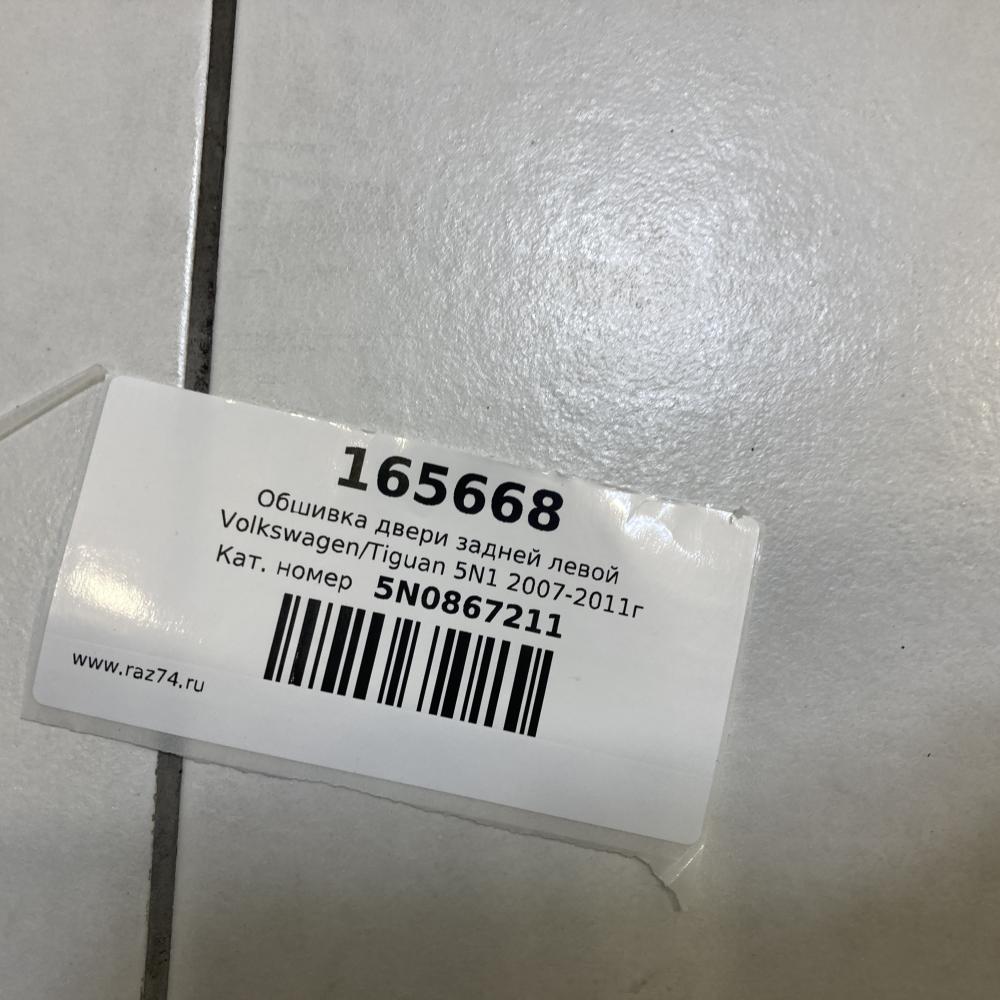 165668
Обшивка двери задней левой
Volkswagen/Tiguan 5N1 2007-2011г
Кат. номер 5N0867211
www.raz74.ru